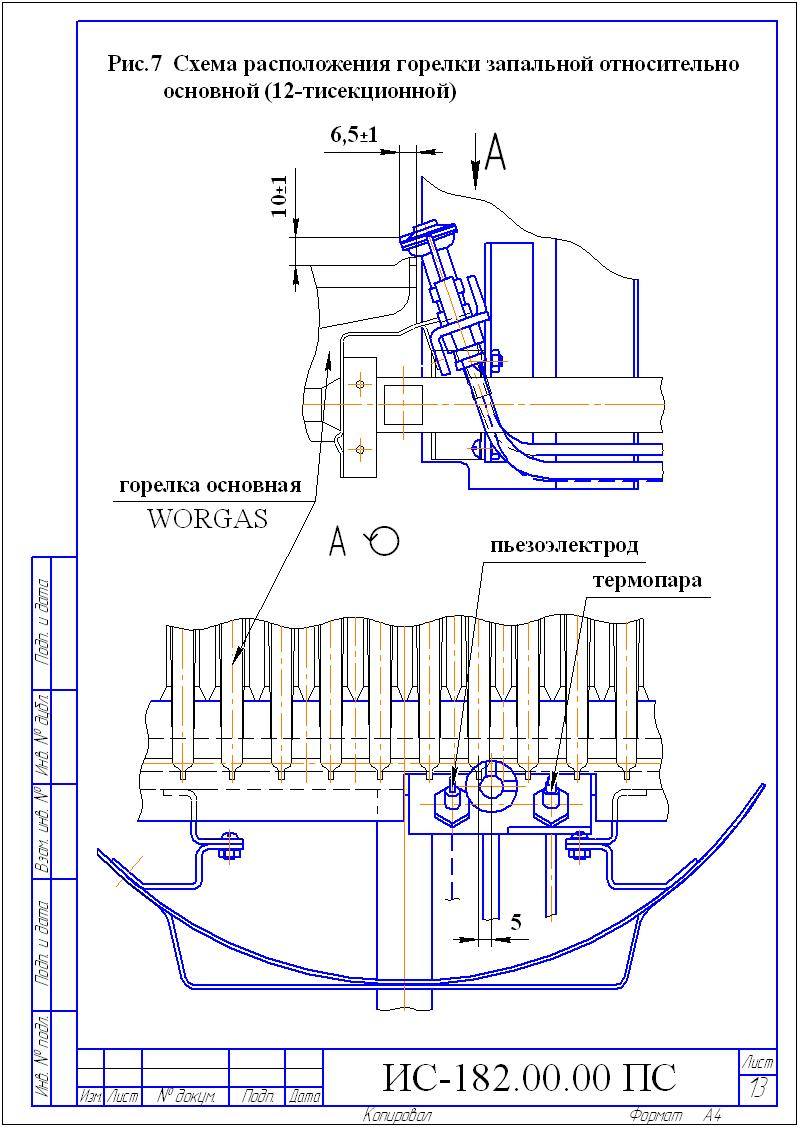 Рис.7 Схема расположения горелки запальной относительно
основной (12-тисекционной)
6,5±1
А
10±1
горелка основная
WORGAS
А
пьезоэлектрод
термопара
5
Подп. и дата
Инв. № дубл.
Взам. инв. №
Подп. и дата
Инв. № подл.
Изм. Лист № докум. Подп. Дата
ИС-182.00.00 ПС
Лист
13
Копировал Формат А4